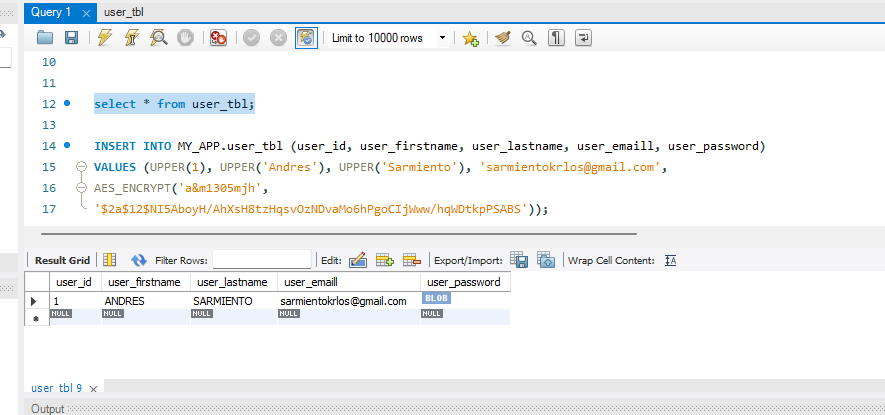 Query 1 user_tbl
Limit to 10000 rows
10
11
12 select * from user_tbl;
13
14 INSERT INTO MY_APP.user_tbl (user_id, user_firstname, user_lastname, user_emaill, user_password)
15 VALUES (UPPER(1), UPPER('Andres'), UPPER('Sarmiento'), 'sarmientokrlos@gmail.com',
16 AES_ENCRYPT('a&m1305mjh',
17 '$2a$12$NI5AboyH/AhXsH8tzHqsvOzNDvaMo6hPgoCIjWww/hqWDtkpPSABS'));
Result Grid Filter Rows: Edit: Export/Import: Wrap Cell Content:
user_id user_firstname user_lastname user_emaill user_password
1 ANDRES SARMIENTO sarmientokrlos@gmail.com BLOB
NULL NULL NULL NULL NULL
user_tbl 9
Output